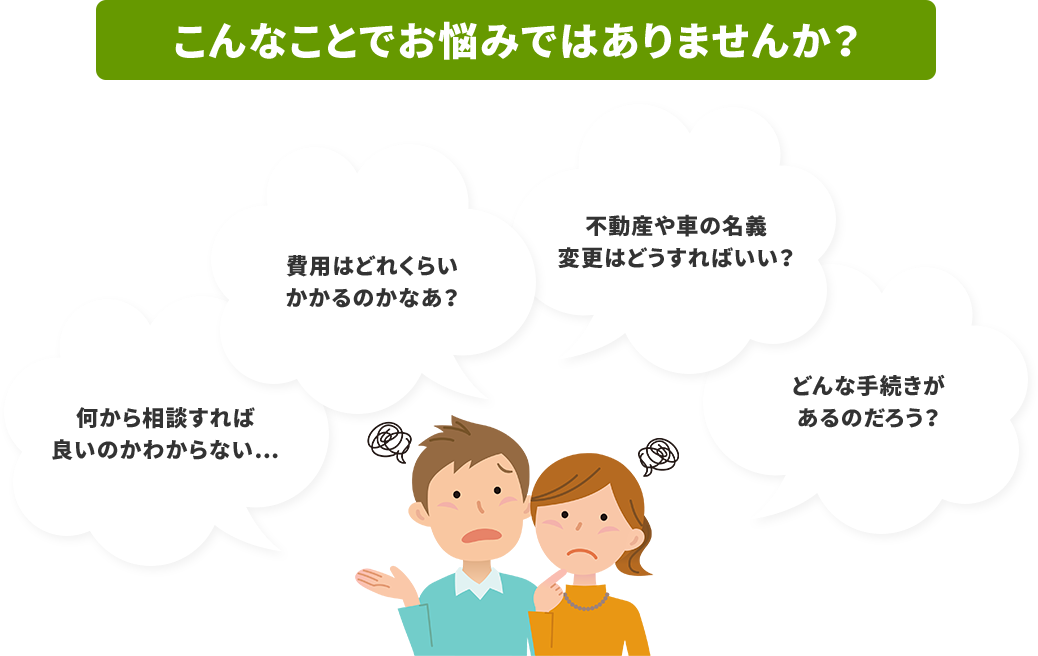 こんなことでお悩みではありませんか？
不動産や車の名義
変更はどうすればいい？
費用はどれくらい
かかるのかなあ？
どんな手続きが
あるのだろう？
何から相談すれば
良いのかわからない…